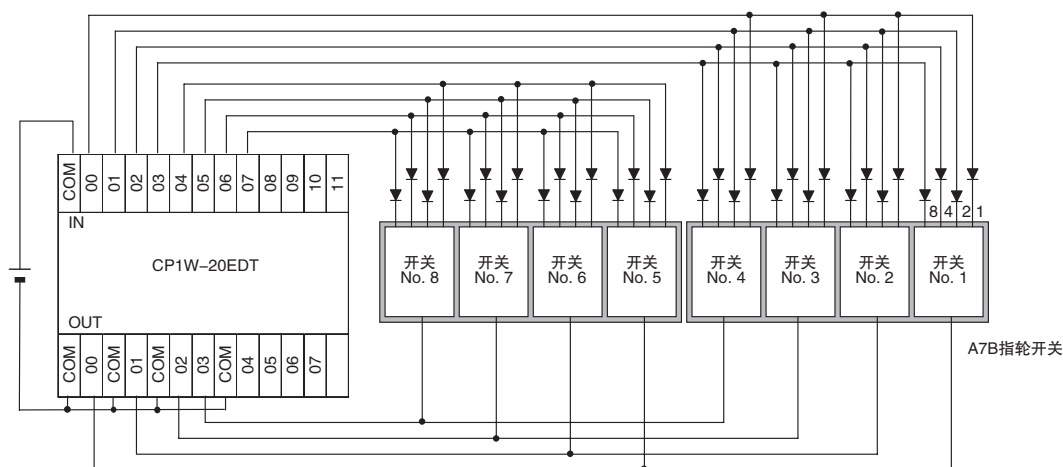 COM 00 01 02 03 04 05 06 07 08 09 10 11
IN
CP1W-20EDT
OUT
COM 00 COM 01 COM 02 03 COM 04 05 06 07
8 4 2 1
开关 No. 8
开关 No. 7
开关 No. 6
开关 No. 5
开关 No. 4
开关 No. 3
开关 No. 2
开关 No. 1
A7B指轮开关